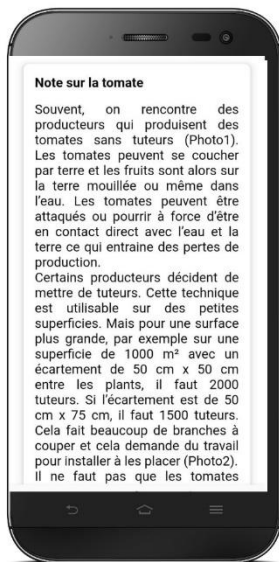 Note sur la tomate
Souvent, on rencontre des
producteurs qui produisent des
tomates sans tuteurs (Photo1).
Les tomates peuvent se coucher
par terre et les fruits sont alors sur
la terre mouillée ou même dans
l'eau. Les tomates peuvent être
attaqués ou pourrir à force d'être
en contact direct avec l'eau et la
terre ce qui entraine des pertes de
production.
Certains producteurs décident de
mettre de tuteurs. Cette technique
est utilisable sur des petites
superficies. Mais pour une surface
plus grande, par exemple sur une
superficie de 1000 m² avec un
écartement de 50 cm x 50 cm
entre les plants, il faut 2000
tuteurs. Si l'écartement est de 50
cm x 75 cm, il faut 1500 tuteurs.
Cela fait beaucoup de branches à
couper et cela demande du travail
pour installer à les placer (Photo2).
Il ne faut pas que les tomates